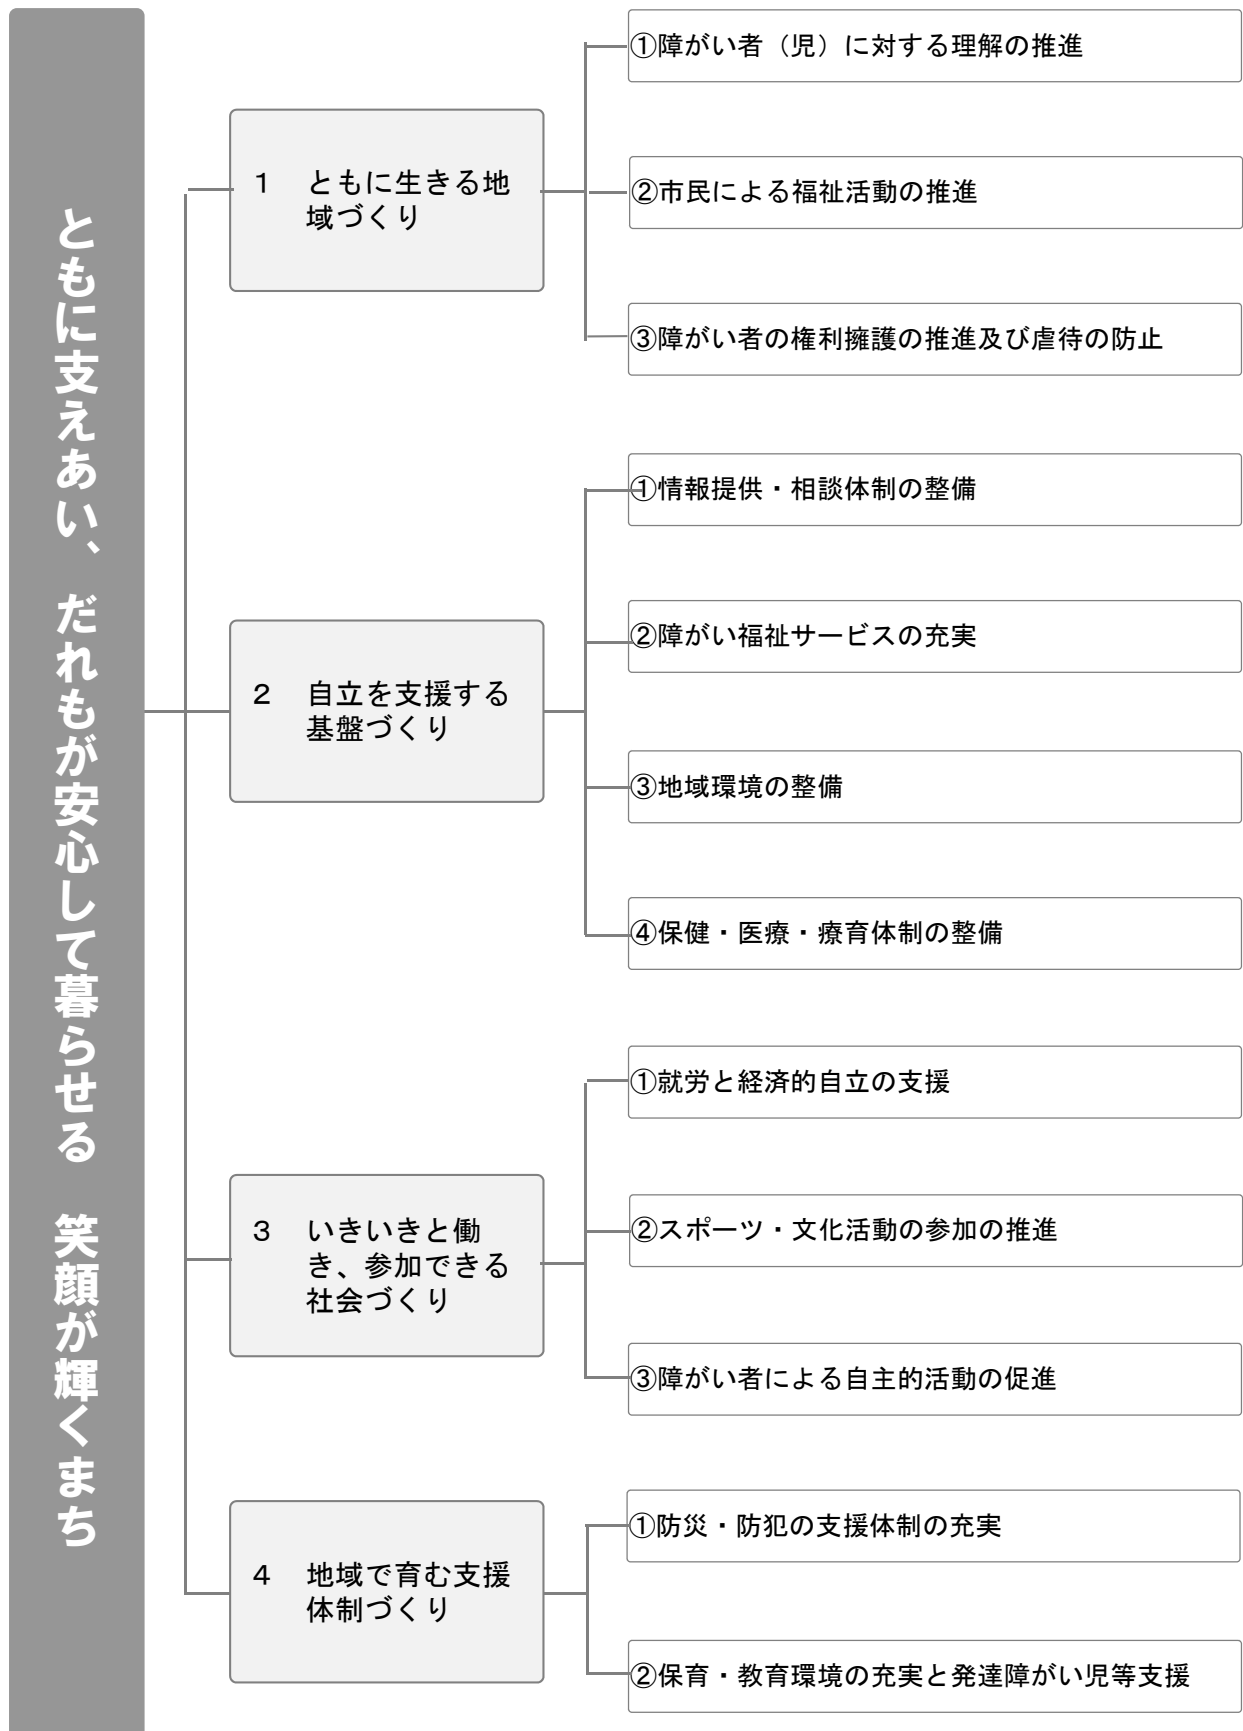 ともに支えあい、だれもが安心して暮らせる　笑顔が輝くまち
１　ともに生きる地
域づくり
①障がい者（児）に対する理解の推進
②市民による福祉活動の推進
③障がい者の権利擁護の推進及び虐待の防止
２　自立を支援する
基盤づくり
①情報提供・相談体制の整備
②障がい福祉サービスの充実
③地域環境の整備
④保健・医療・療育体制の整備
３　いきいきと働
き、参加できる
社会づくり
①就労と経済的自立の支援
②スポーツ・文化活動の参加の推進
③障がい者による自主的活動の促進
４　地域で育む支援
体制づくり
①防災・防犯の支援体制の充実
②保育・教育環境の充実と発達障がい児等支援